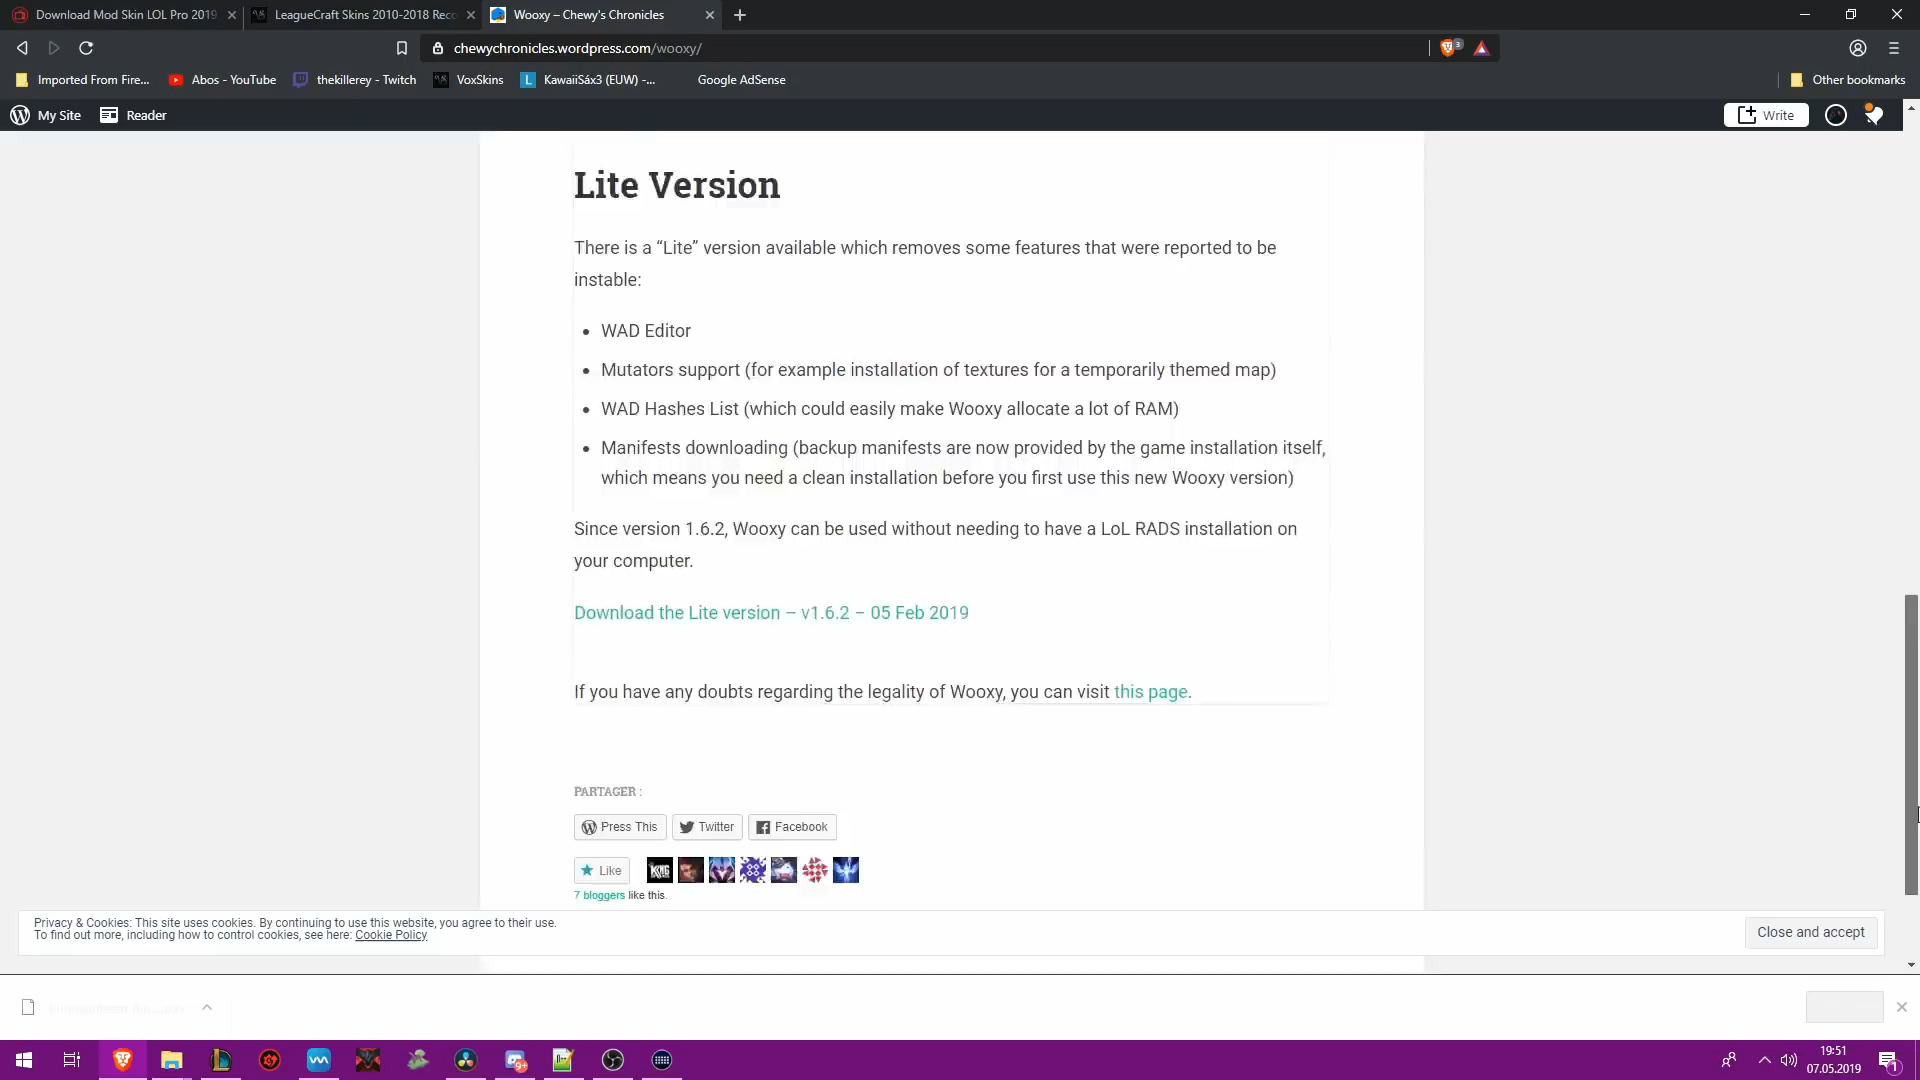 Download Mod Skin LOL Pro 2019
LeagueCraft Skins 2010-2018 Reco
Wooxy – Chewy's Chronicles
chewychronicles.wordpress.com/wooxy/
3
Imported From Fire...
Abos - YouTube
thekillerey - Twitch
VoxSkins
KawaiiSáx3 (EUW) -...
Google AdSense
Other bookmarks
My Site
Reader
Write
Lite Version
There is a “Lite” version available which removes some features that were reported to be
instable:
• WAD Editor
• Mutators support (for example installation of textures for a temporarily themed map)
• WAD Hashes List (which could easily make Wooxy allocate a lot of RAM)
• Manifests downloading (backup manifests are now provided by the game installation itself,
which means you need a clean installation before you first use this new Wooxy version)
Since version 1.6.2, Wooxy can be used without needing to have a LoL RADS installation on
your computer.
Download the Lite version – v1.6.2 – 05 Feb 2019
If you have any doubts regarding the legality of Wooxy, you can visit this page.
PARTAGER :
Press This
Twitter
Facebook
Like
7 bloggers like this.
Privacy & Cookies: This site uses cookies. By continuing to use this website, you agree to their use.
To find out more, including how to control cookies, see here: Cookie Policy
Close and accept
9+
19:51
07.05.2019
1